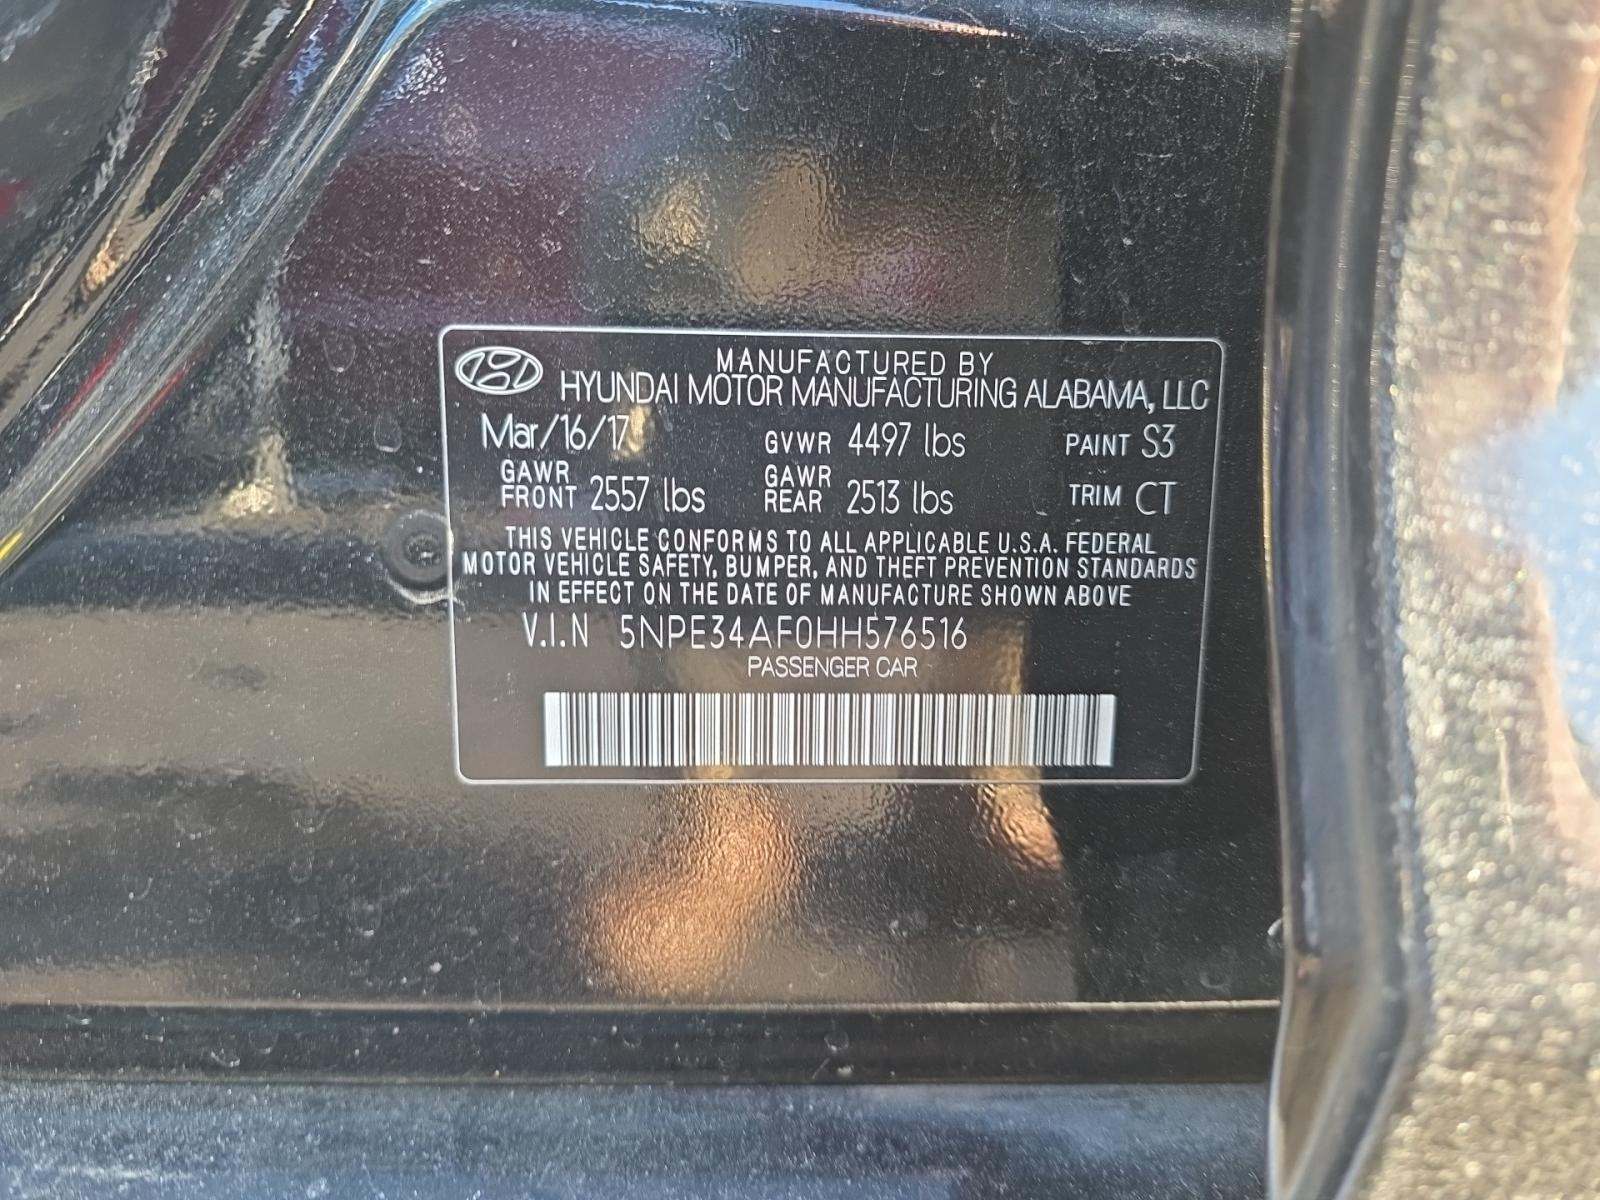 MANUFACTURED BY
HYUNDAI MOTOR MANUFACTURING ALABAMA, LLC
Mar/16/17 GVWR 4497 lbs PAINT S3
GAWR FRONT 2557 lbs GAWR REAR 2513 lbs TRIM CT
THIS VEHICLE CONFORMS TO ALL APPLICABLE U.S.A. FEDERAL
MOTOR VEHICLE SAFETY, BUMPER, AND THEFT PREVENTION STANDARDS
IN EFFECT ON THE DATE OF MANUFACTURE SHOWN ABOVE
V.I.N 5NPE34AF0HH576516
PASSENGER CAR